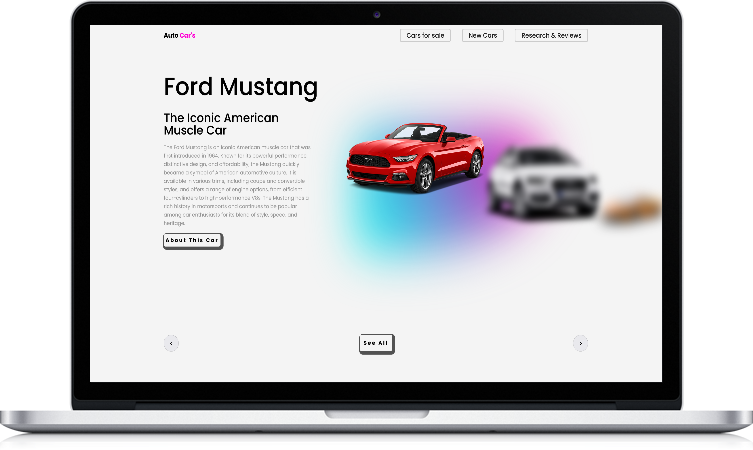 Auto Car's
Cars for sale
New Cars
Research & Reviews
Ford Mustang
The Iconic American
Muscle Car
The Ford Mustang is an iconic American muscle car that was
first introduced in 1964. Known for its powerful performance,
distinctive design, and affordability, the Mustang quickly
became a symbol of American automotive culture. It is
available in various trims, including coupe and convertible
styles, and offers a range of engine options, from efficient
four-cylinders to high-performance V8s. The Mustang has a
rich history in motorsports and continues to be popular
among car enthusiasts for its blend of style, speed, and
heritage.
About This Car
‹
See All
›